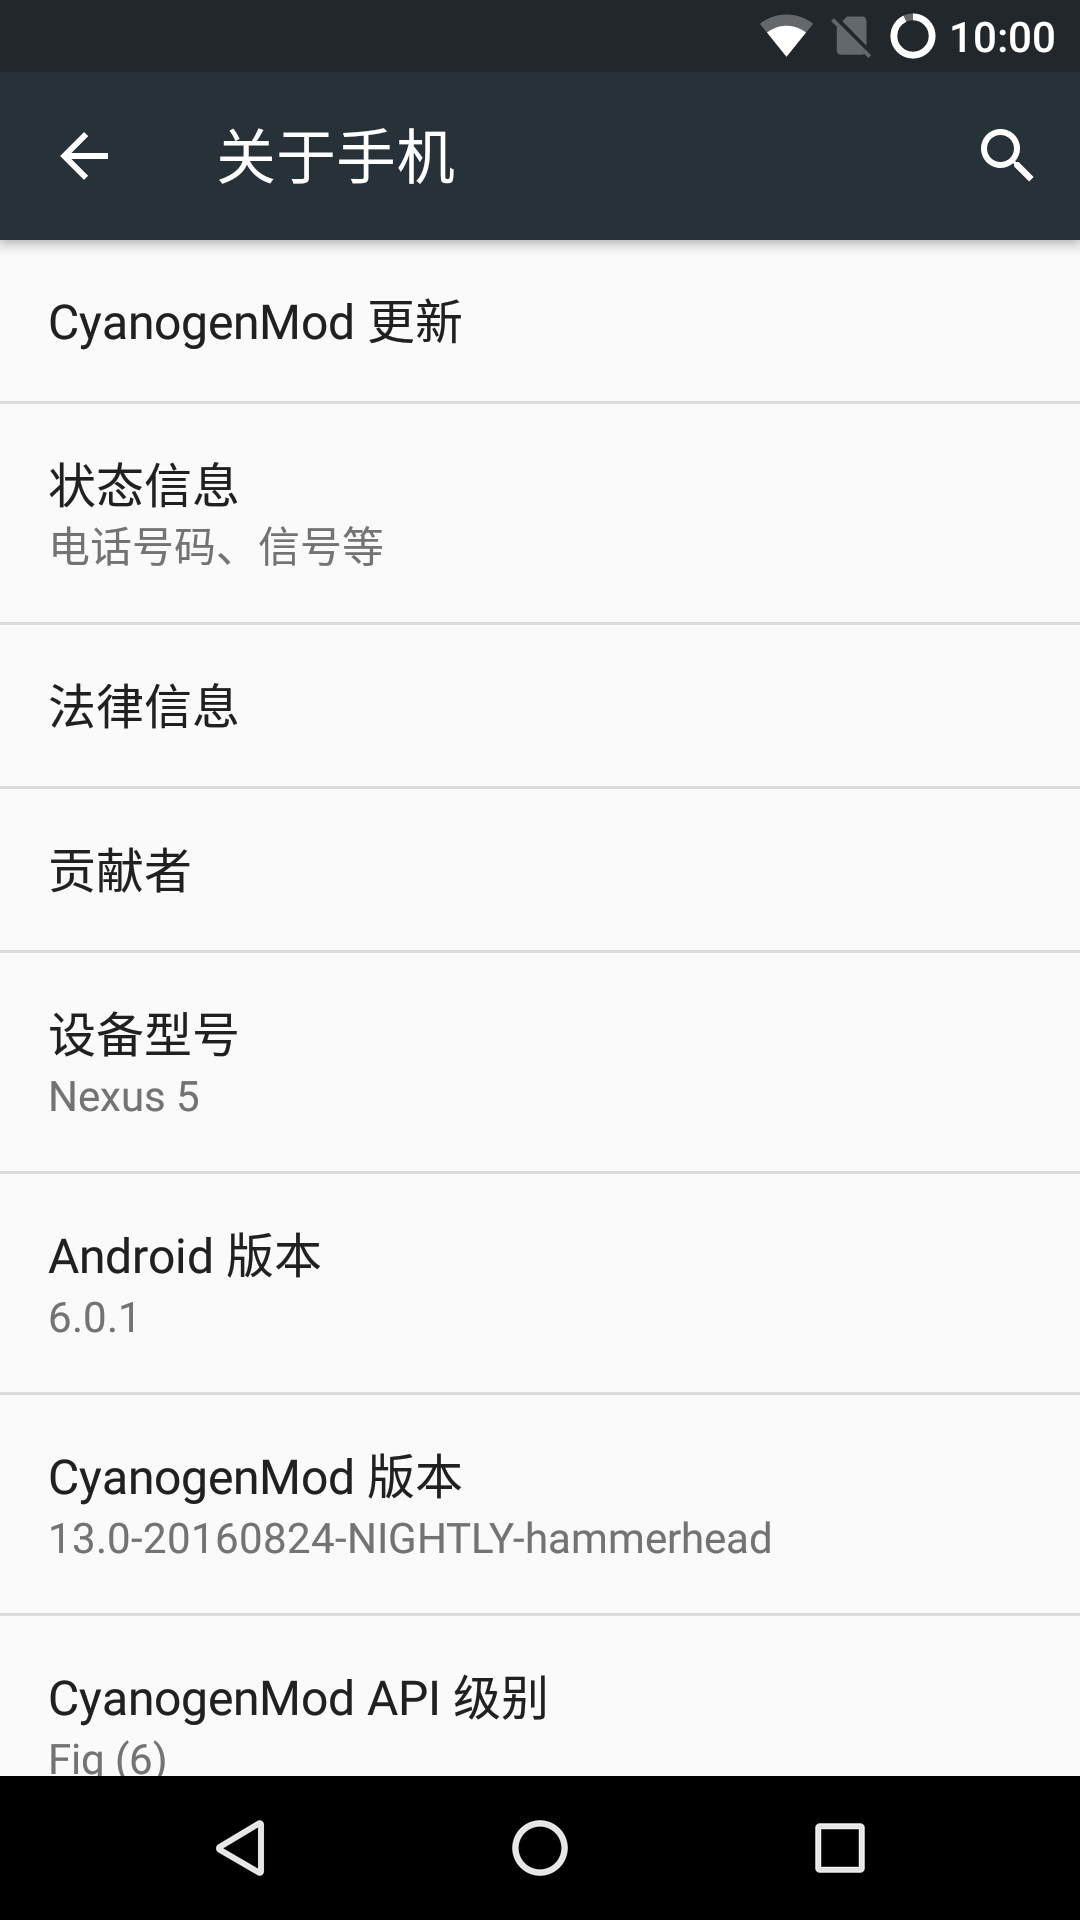 10:00
关于手机
CyanogenMod 更新
状态信息
电话号码、信号等
法律信息
贡献者
设备型号
Nexus 5
Android 版本
6.0.1
CyanogenMod 版本
13.0-20160824-NIGHTLY-hammerhead
CyanogenMod API 级别
Fig (6)